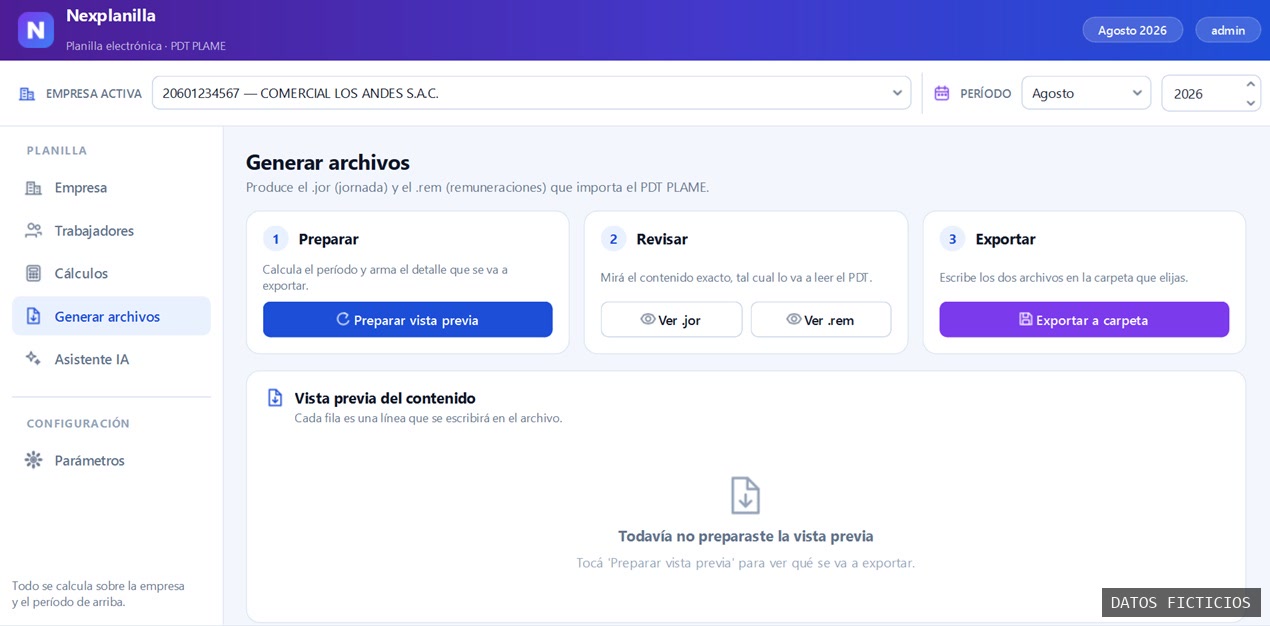 N
Nexplanilla
Planilla electrónica · PDT PLAME
Agosto 2026
admin
EMPRESA ACTIVA
20601234567 — COMERCIAL LOS ANDES S.A.C.
PERÍODO
Agosto
2026
PLANILLA
Empresa
Trabajadores
Cálculos
Generar archivos
Asistente IA
CONFIGURACIÓN
Parámetros
Todo se calcula sobre la empresa
y el período de arriba.
Generar archivos
Produce el .jor (jornada) y el .rem (remuneraciones) que importa el PDT PLAME.
1 Preparar
Calcula el período y arma el detalle que se va a
exportar.
Preparar vista previa
2 Revisar
Mirá el contenido exacto, tal cual lo va a leer el PDT.
Ver .jor
Ver .rem
3 Exportar
Escribe los dos archivos en la carpeta que elijas.
Exportar a carpeta
Vista previa del contenido
Cada fila es una línea que se escribirá en el archivo.
Todavía no preparaste la vista previa
Tocá 'Preparar vista previa' para ver qué se va a exportar.
DATOS FICTICIOS